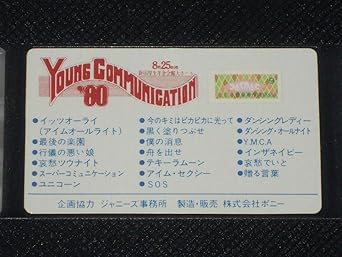 8月25日(月)
YOUNG COMMUNICATION '80
●イッツオーライ
(アイムオールライト)
●最後の楽園
●行儀の悪い娘
●哀愁ツウナイト
●スーパーコミュニケーション
●ユニコーン
●今のキミはピカピカに光って
●黒く塗りつぶせ
●僕の消息
●舟を出せ
●テキーラムーン
●アイム・セクシー
●SOS
●ダンシングレディー
●ダンシング・オールナイト
●Y.M.C.A
●インザネイビー
●哀愁でいと
●贈る言葉
企画協力 ジャニーズ事務所 製造・販売 株式会社ポニー